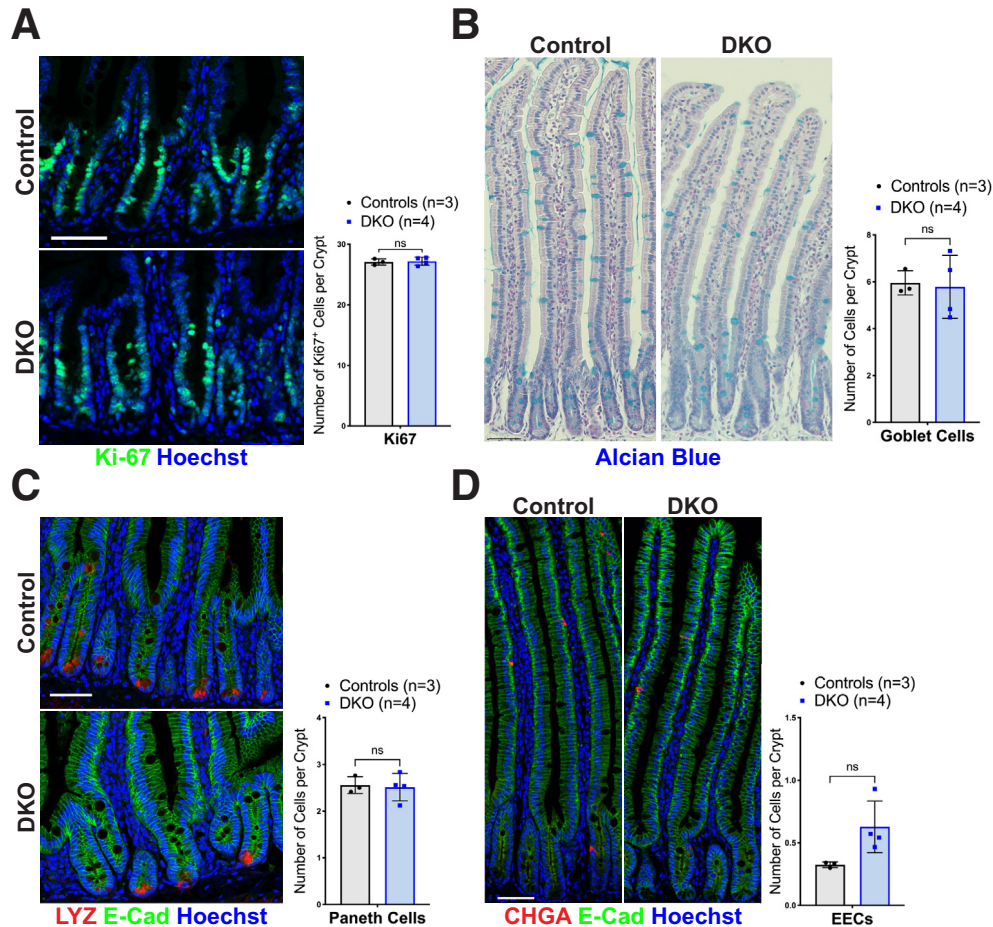 A
Control
DKO
Ki-67 Hoechst
Controls (n=3)
DKO (n=4)
Number of Ki67⁺ Cells per Crypt
30
20
10
0
ns
Ki67
B
Control
DKO
Alcian Blue
Controls (n=3)
DKO (n=4)
Number of Cells per Crypt
8
6
4
2
0
ns
Goblet Cells
C
Control
DKO
LYZ E-Cad Hoechst
Controls (n=3)
DKO (n=4)
Number of Cells per Crypt
4
3
2
1
0
ns
Paneth Cells
D
Control
DKO
CHGA E-Cad Hoechst
Controls (n=3)
DKO (n=4)
Number of Cells per Crypt
1.5
1.0
0.5
0.0
ns
EECs